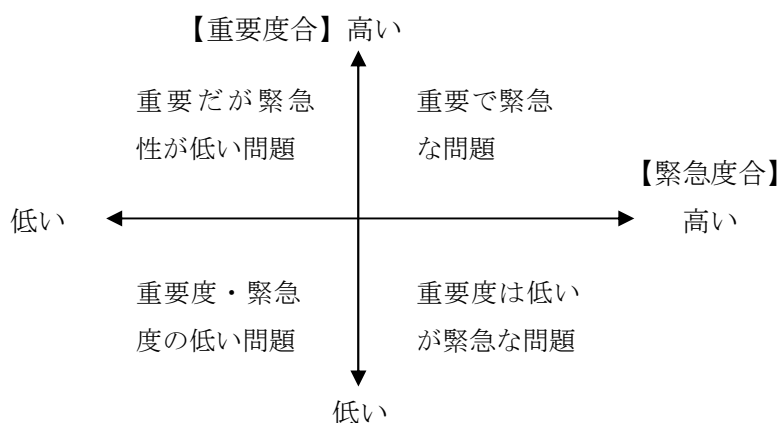 【重要度合】高い
重要だが緊急
性が低い問題
重要で緊急
な問題
【緊急度合】
低い
高い
重要度・緊急
度の低い問題
重要度は低い
が緊急な問題
低い